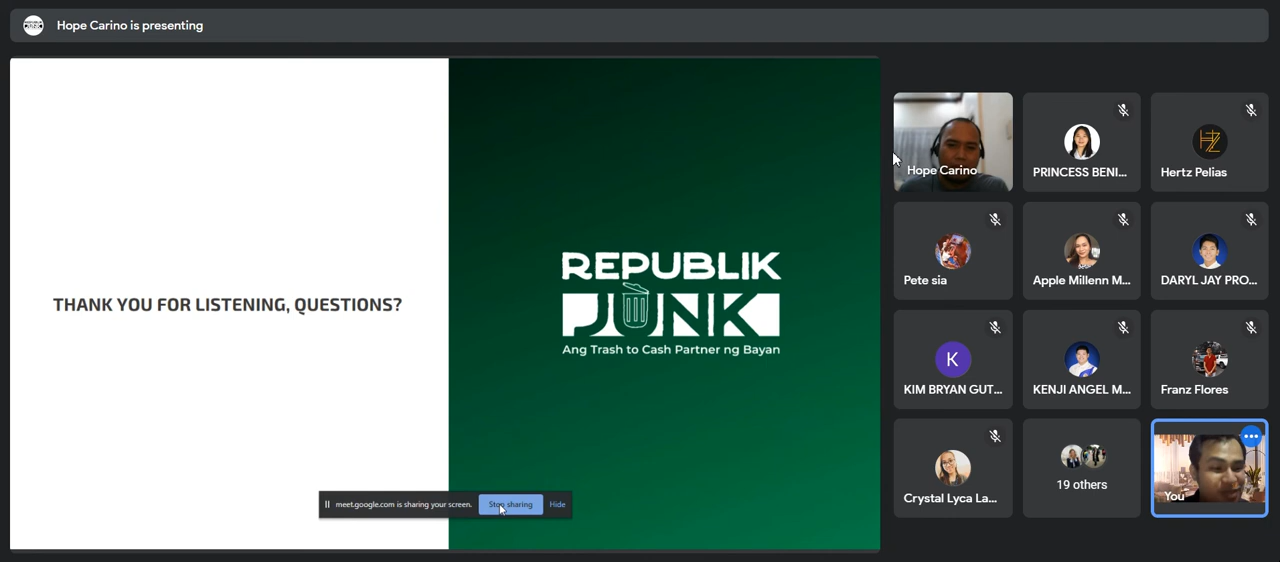 Hope Carino is presenting
THANK YOU FOR LISTENING, QUESTIONS?
REPUBLIK
JUNK
Ang Trash to Cash Partner ng Bayan
meet.google.com is sharing your screen.
Stop sharing
Hide
Hope Carino
PRINCESS BENI...
Hertz Pelias
Pete sia
Apple Millenn M...
DARYL JAY PRO...
K
KIM BRYAN GUT...
KENJI ANGEL M...
Franz Flores
Crystal Lyca La...
19 others
You